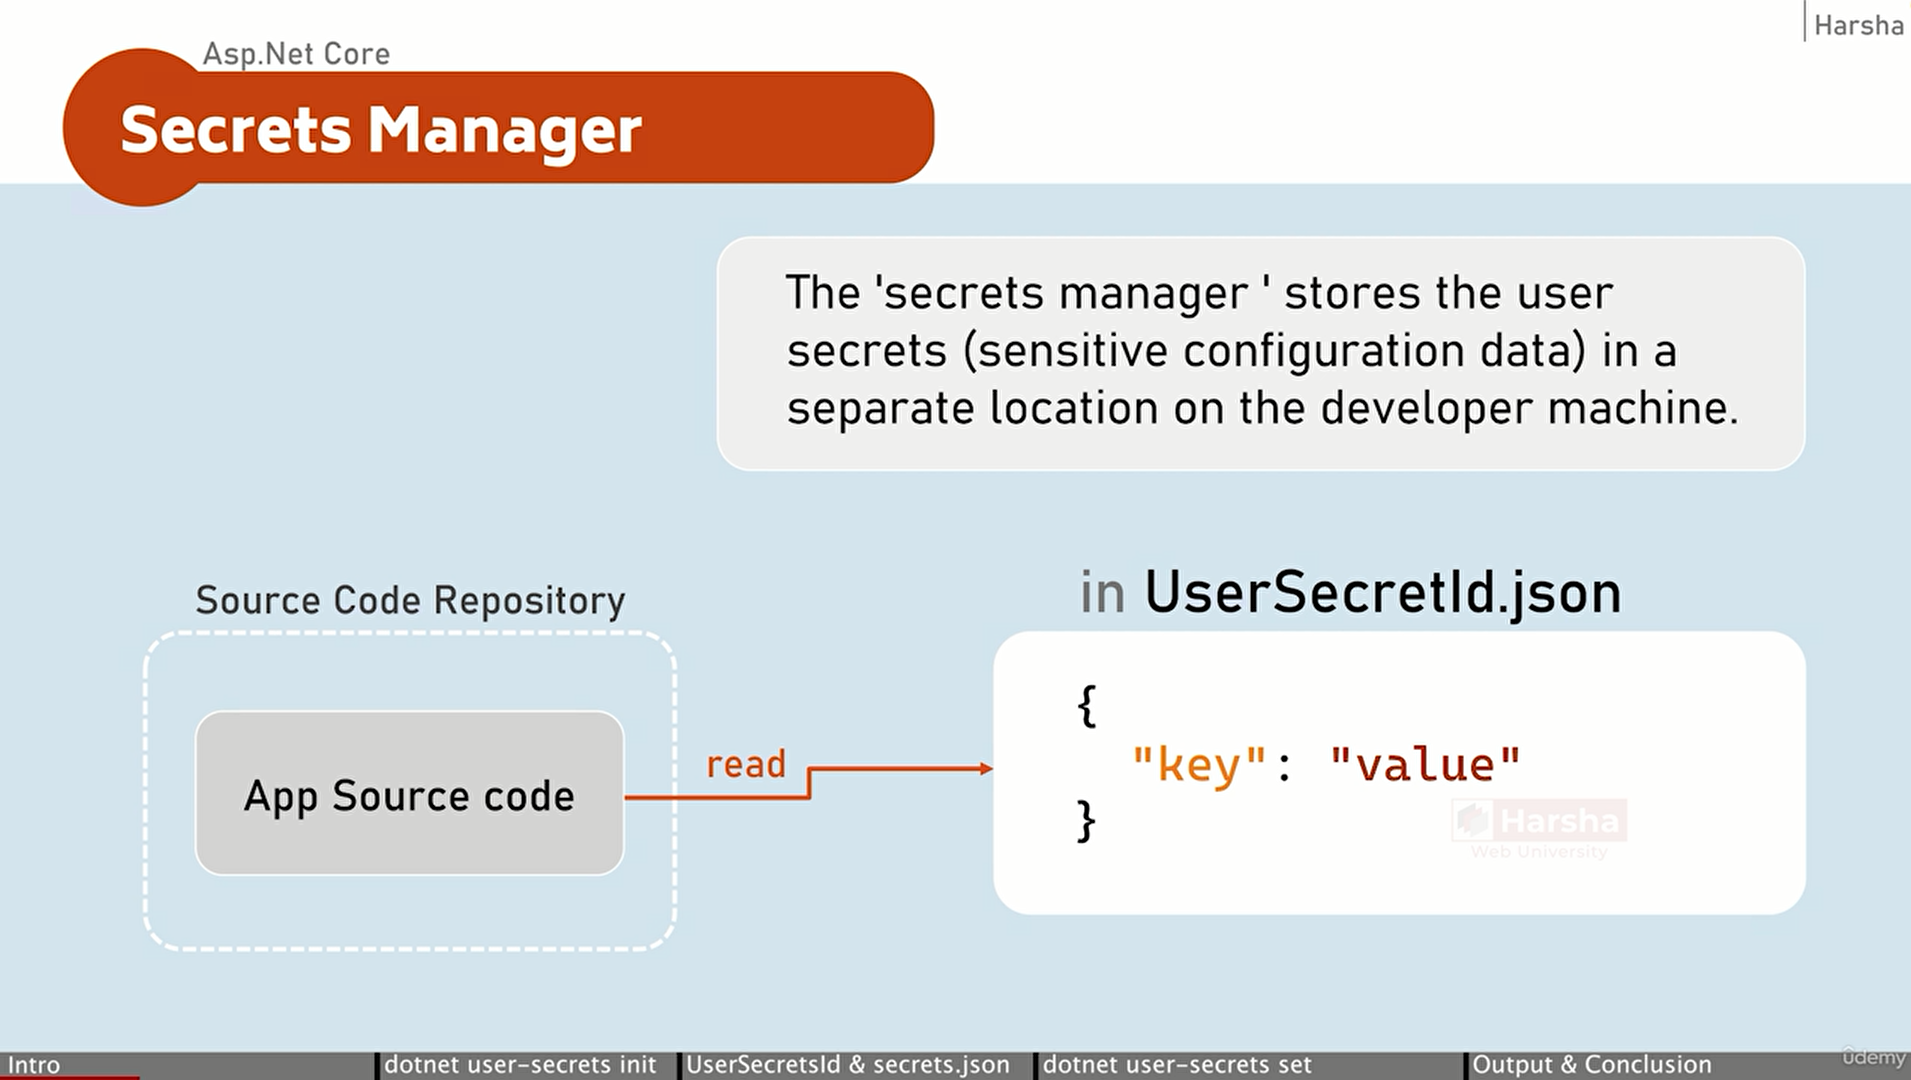 Harsha
Asp.Net Core
Secrets Manager
The 'secrets manager ' stores the user
secrets (sensitive configuration data) in a
separate location on the developer machine.
Source Code Repository
App Source code
read
in UserSecretId.json
{
"key": "value"
}
Harsha
Web University
Intro
dotnet user-secrets init
UserSecretsId & secrets.json
dotnet user-secrets set
Output & Conclusion
ûdemy